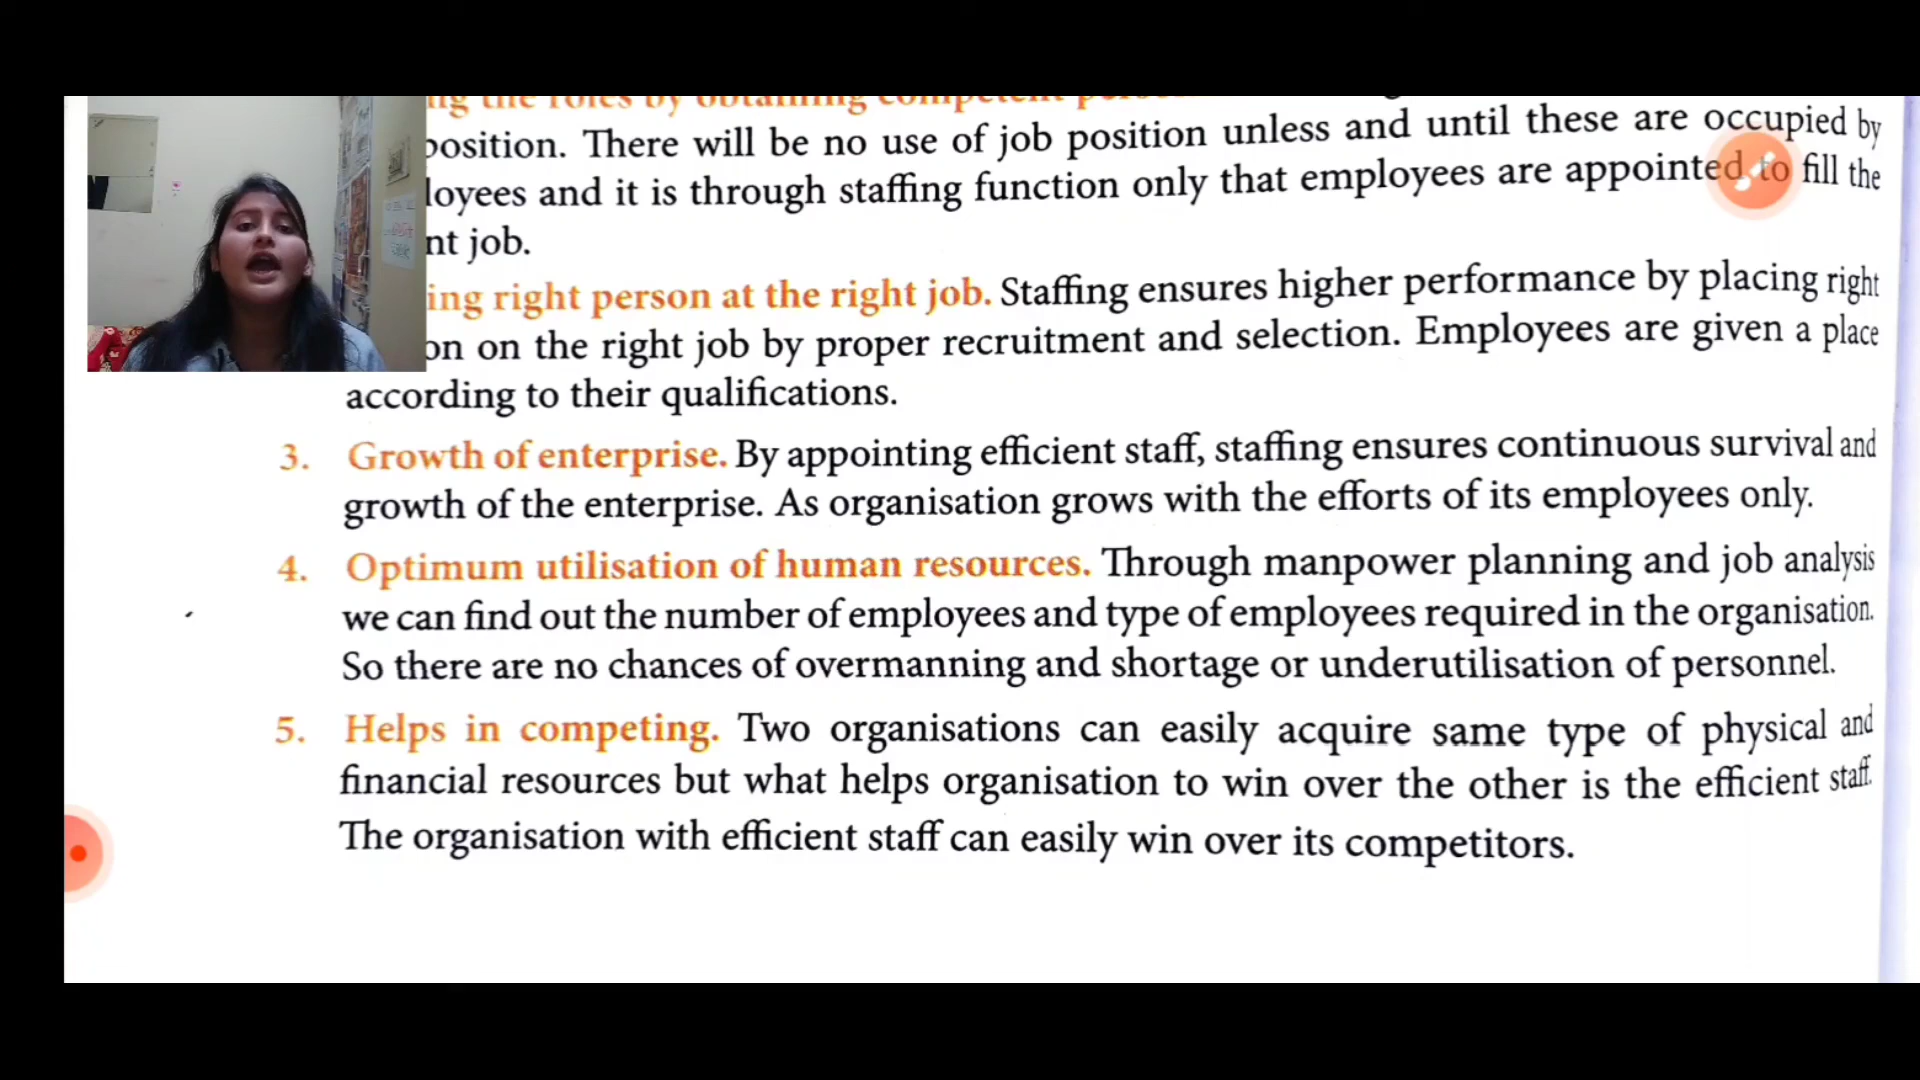 the roles by obtaining competent
position. There will be no use of job position unless and until these are occupied by
loyees and it is through staffing function only that employees are appointed to fill the
nt job.
ing right person at the right job. Staffing ensures higher performance by placing right
on on the right job by proper recruitment and selection. Employees are given a place
according to their qualifications.
3. Growth of enterprise. By appointing efficient staff, staffing ensures continuous survival and
growth of the enterprise. As organisation grows with the efforts of its employees only.
4. Optimum utilisation of human resources. Through manpower planning and job analysis
we can find out the number of employees and type of employees required in the organisation.
So there are no chances of overmanning and shortage or underutilisation of personnel.
5. Helps in competing. Two organisations can easily acquire same type of physical and
financial resources but what helps organisation to win over the other is the efficient staff.
The organisation with efficient staff can easily win over its competitors.